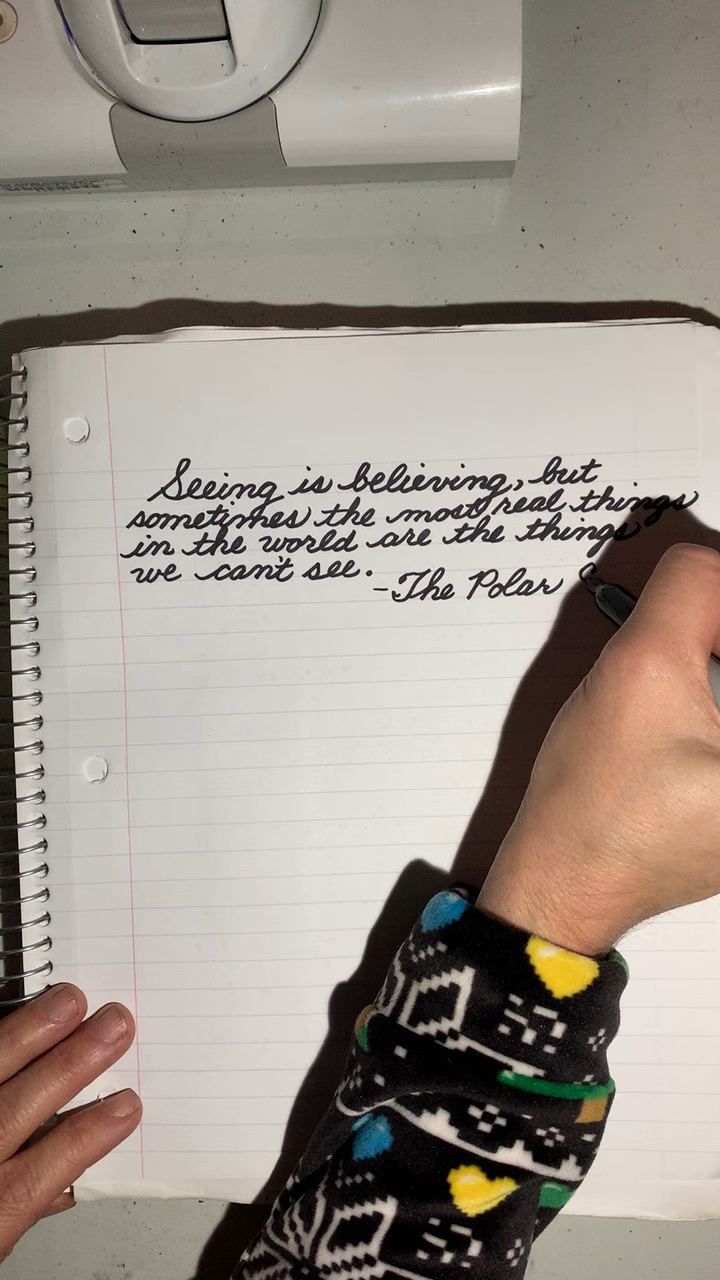 Seeing is believing, but
sometimes the most real things
in the world are the things
we can't see.
-The Polar